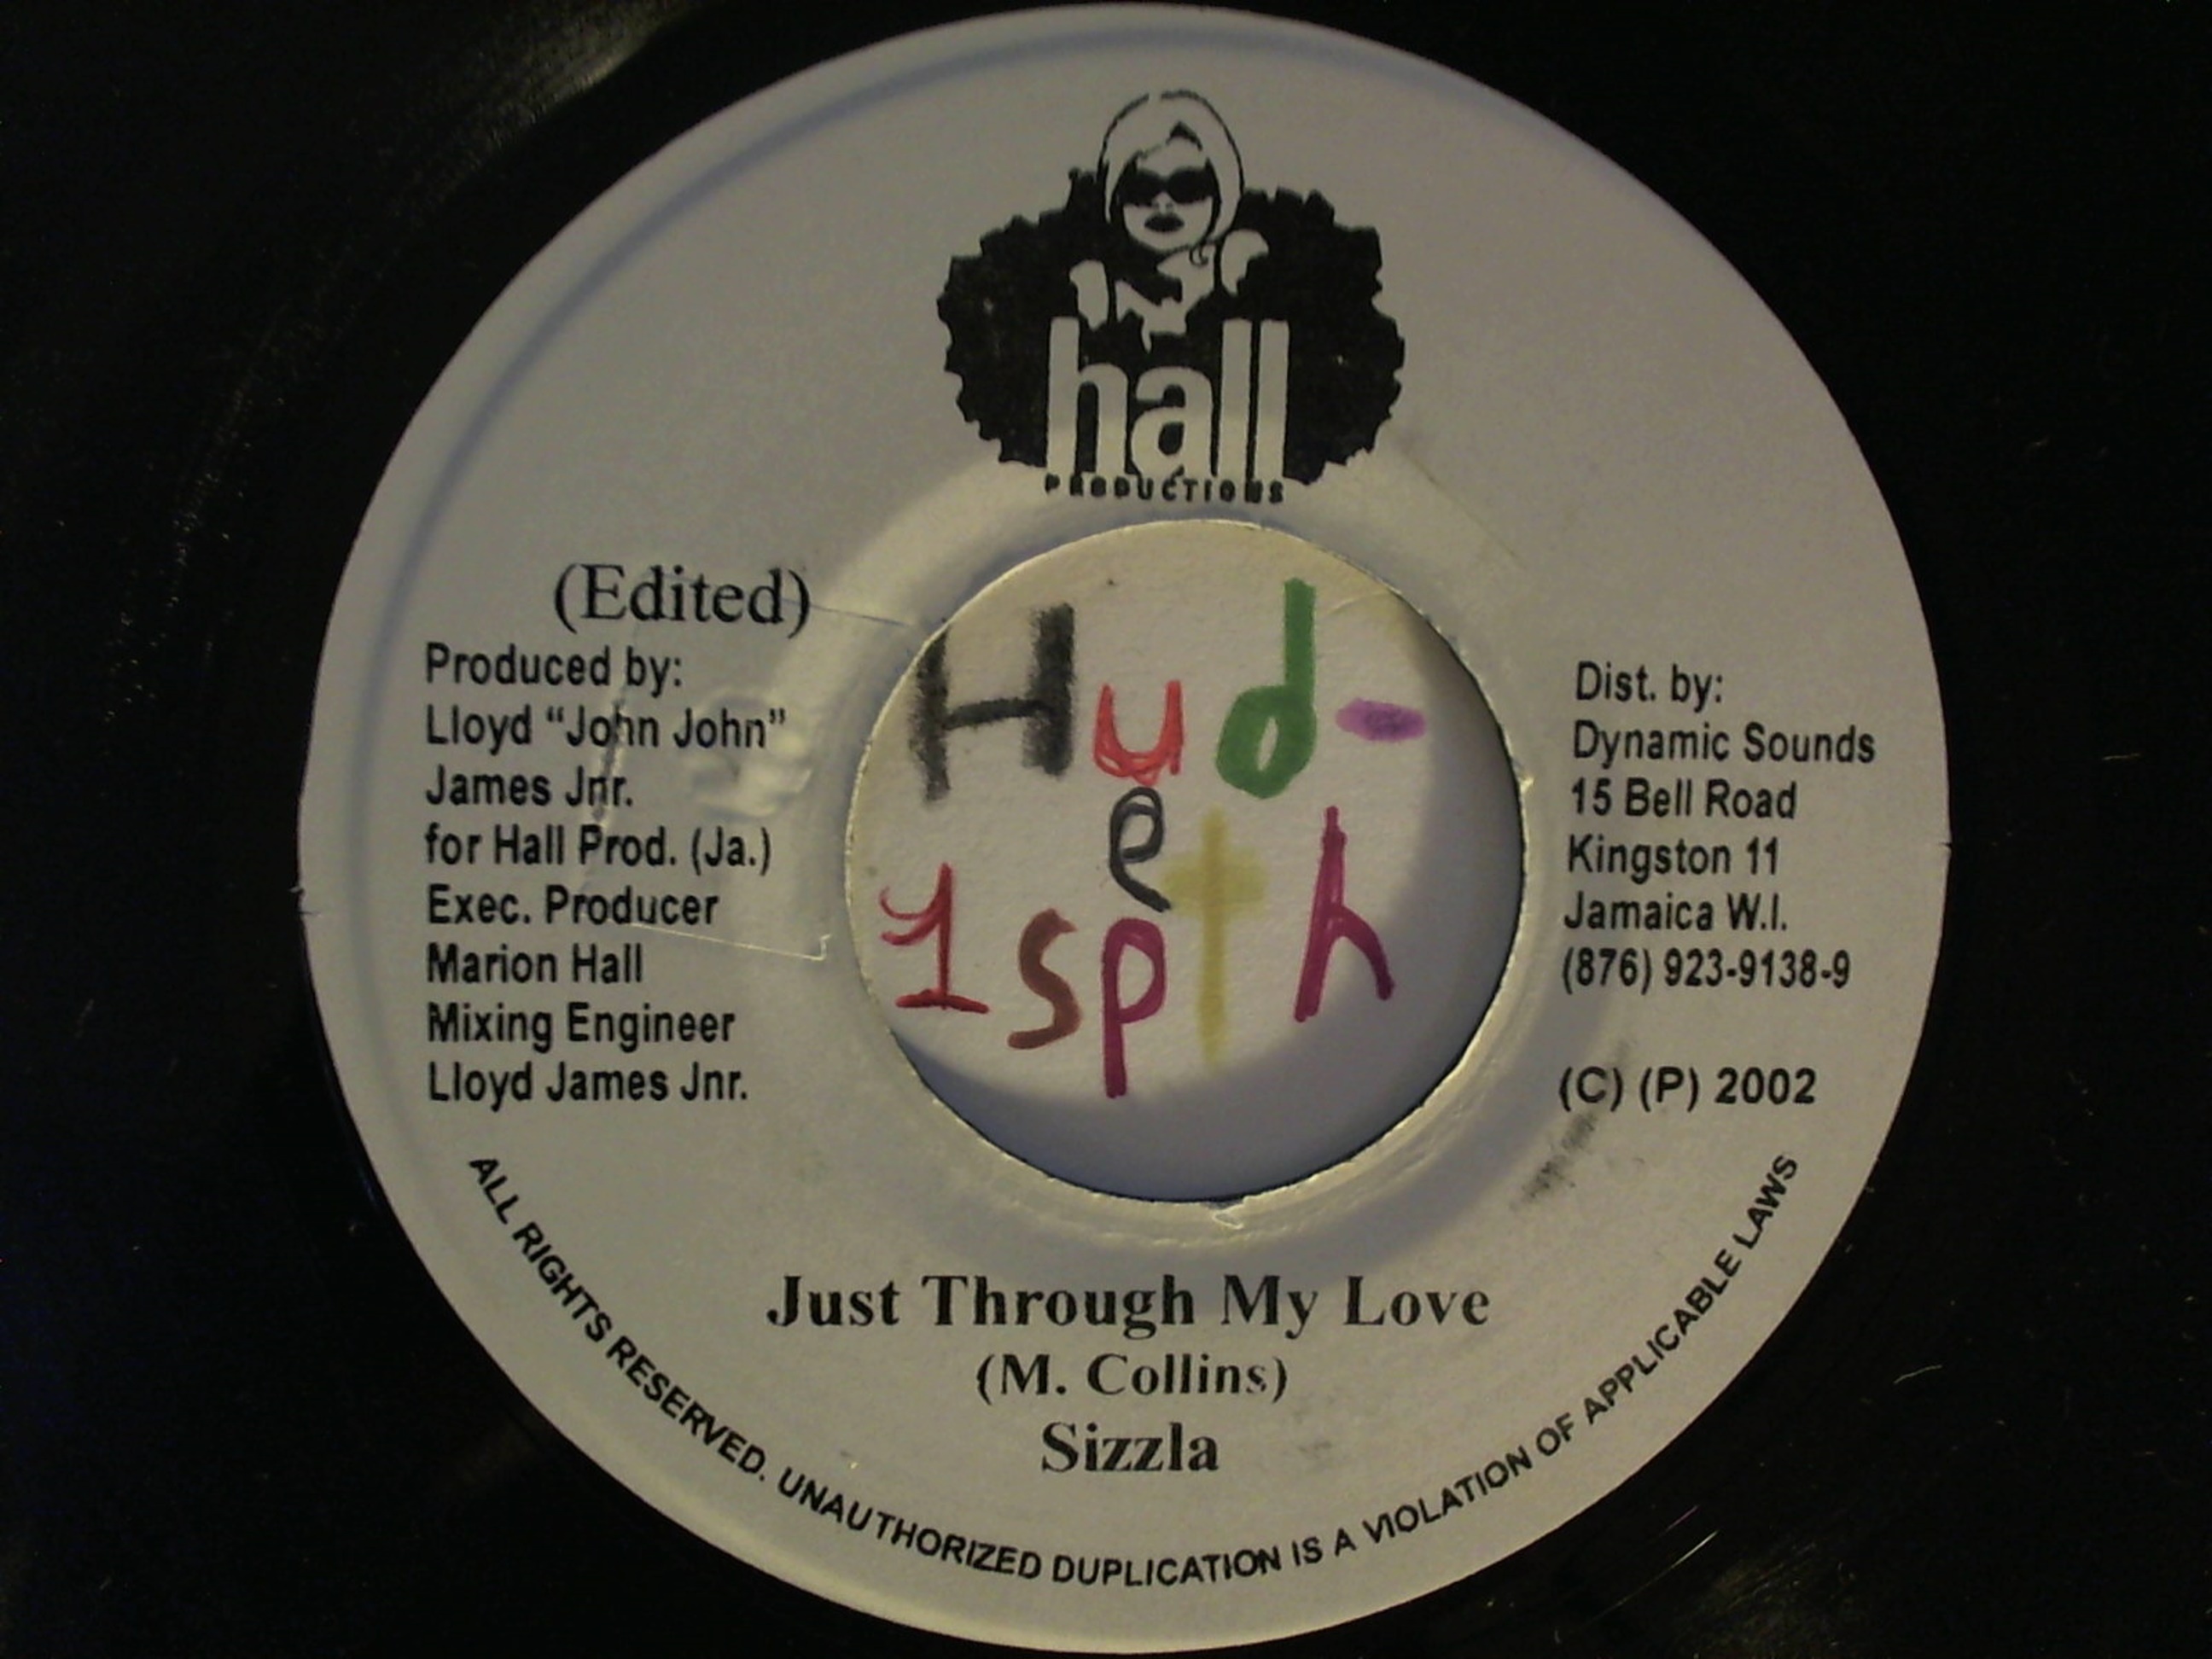 hall
PRODUCTIONS
(Edited)
Produced by:
Lloyd “John John”
James Jnr.
for Hall Prod. (Ja.)
Exec. Producer
Marion Hall
Mixing Engineer
Lloyd James Jnr.
Hud-
e
1spth
Dist. by:
Dynamic Sounds
15 Bell Road
Kingston 11
Jamaica W.I.
(876) 923-9138-9
(C) (P) 2002
Just Through My Love
(M. Collins)
Sizzla
ALL RIGHTS RESERVED. UNAUTHORIZED DUPLICATION IS A VIOLATION OF APPLICABLE LAWS